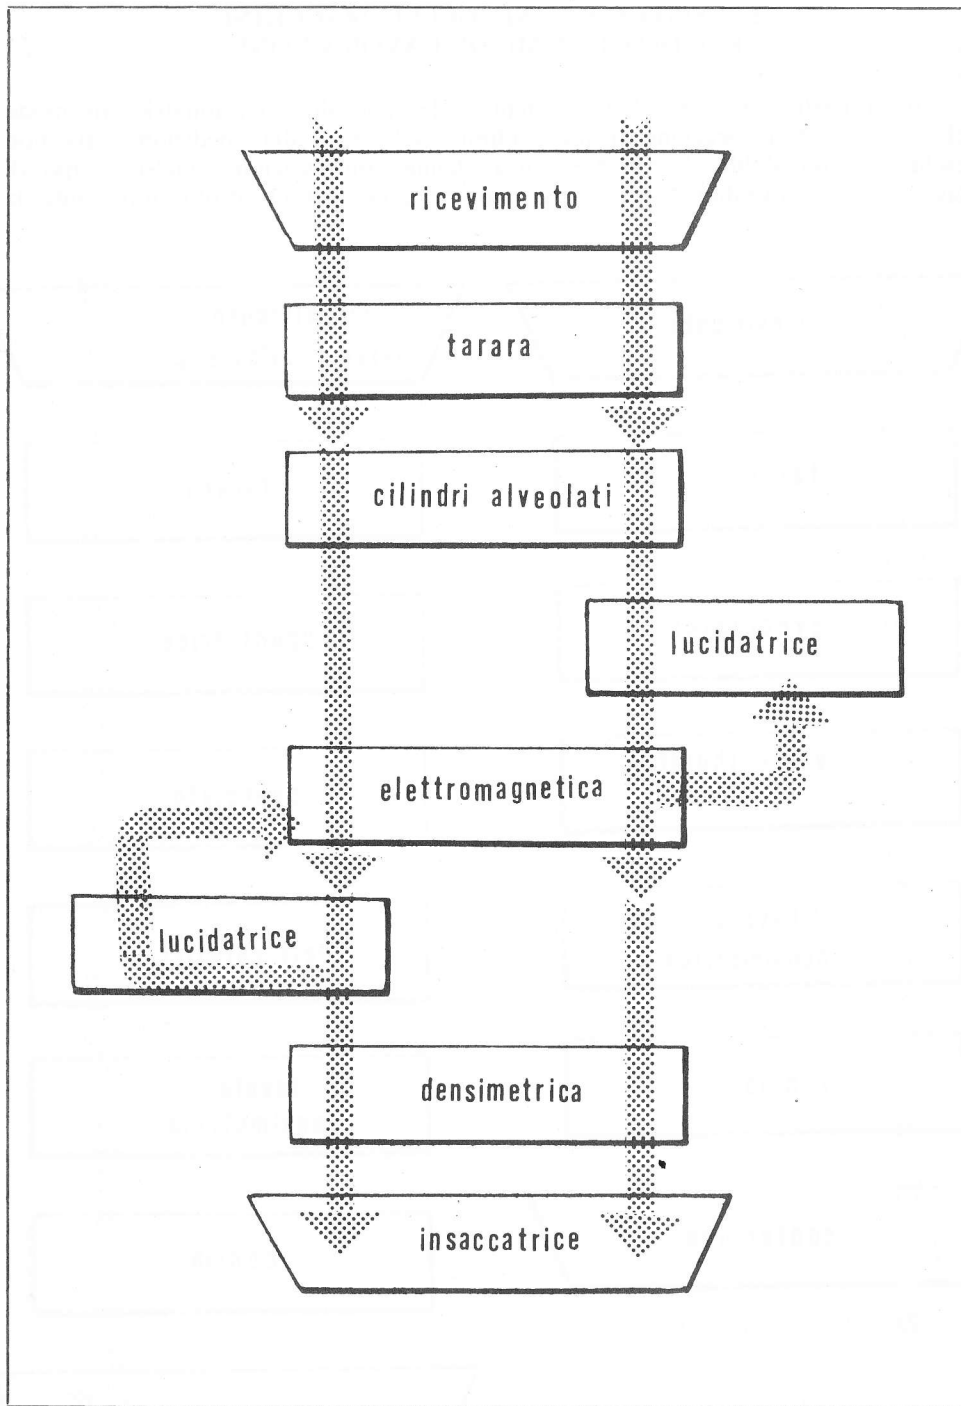 ricevimento
tarara
cilindri alveolati
lucidatrice
elettromagnetica
lucidatrice
densimetrica
insaccatrice